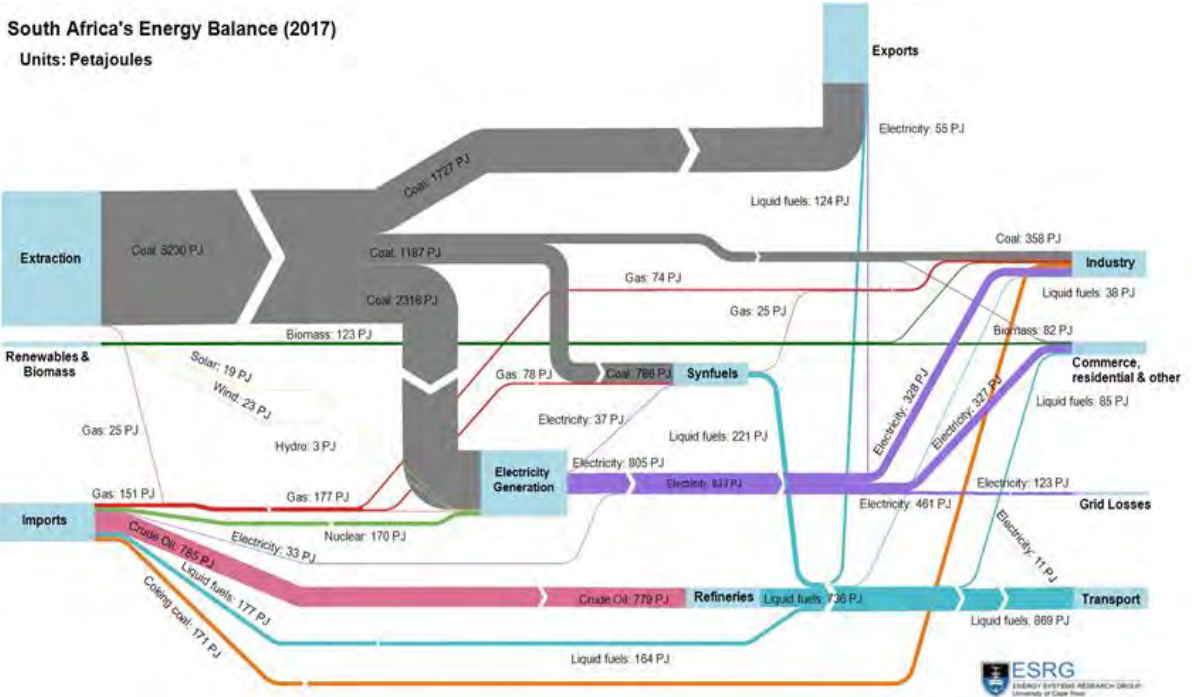 South Africa's Energy Balance (2017)
Units: Petajoules
Exports
Electricity: 55 PJ
Coal: 1727 PJ
Liquid fuels: 124 PJ
Extraction
Coal: 5230 PJ
Coal: 1187 PJ
Coal: 358 PJ
Industry
Gas: 74 PJ
Coal: 2316 PJ
Liquid fuels: 38 PJ
Gas: 25 PJ
Biomass: 123 PJ
Biomass: 82 PJ
Renewables &
Biomass
Solar: 19 PJ
Wind: 23 PJ
Gas: 78 PJ
Coal: 786 PJ
Synfuels
Commerce,
residential & other
Electricity: 328 PJ
Electricity: 327 PJ
Liquid fuels: 85 PJ
Electricity: 37 PJ
Gas: 25 PJ
Hydro: 3 PJ
Liquid fuels: 221 PJ
Electricity
Generation
Electricity: 805 PJ
Electricity: 837 PJ
Electricity: 123 PJ
Gas: 151 PJ
Gas: 177 PJ
Electricity: 461 PJ
Grid Losses
Imports
Nuclear: 170 PJ
Electricity: 33 PJ
Crude Oil: 785 PJ
Electricity: 11 PJ
Liquid fuels: 177 PJ
Coking coal: 171 PJ
Crude Oil: 779 PJ
Refineries
Liquid fuels: 736 PJ
Transport
Liquid fuels: 869 PJ
Liquid fuels: 164 PJ
ESRG
ENERGY SYSTEMS RESEARCH GROUP
University of Cape Town